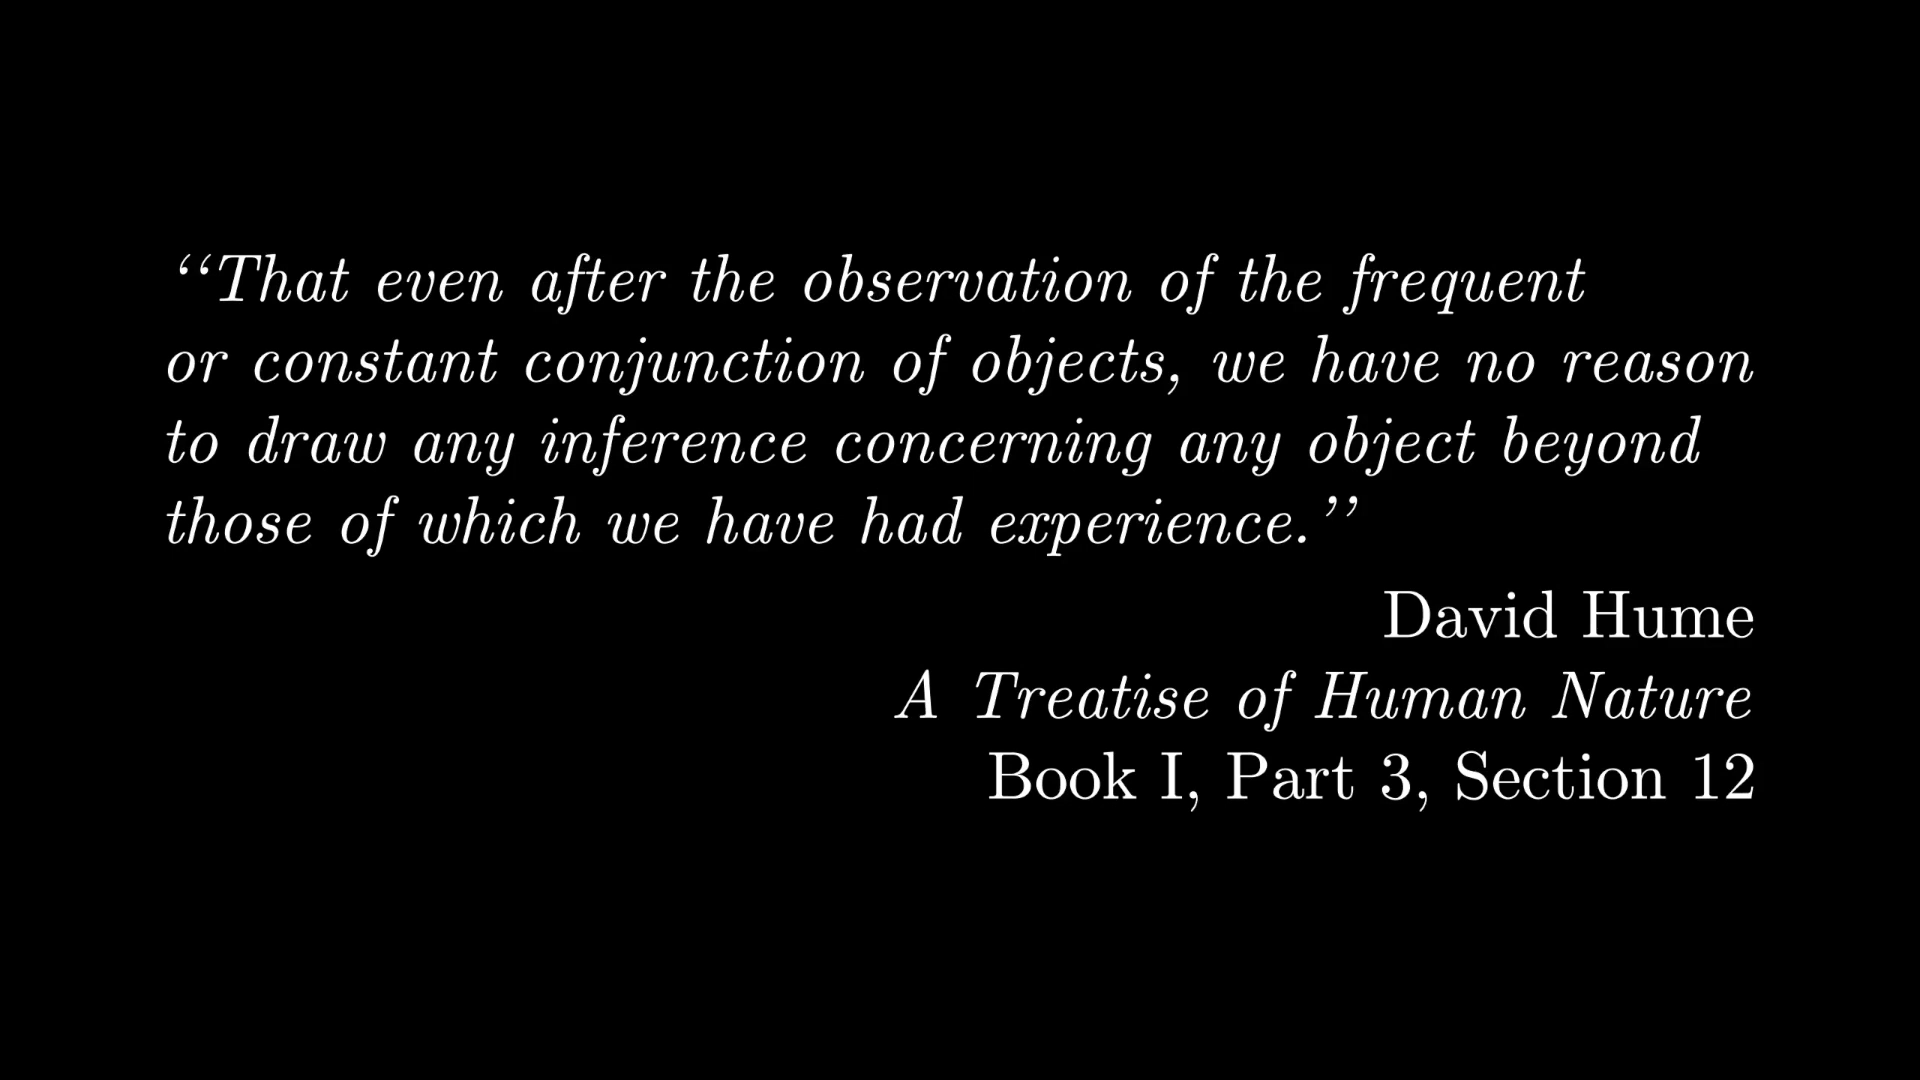 ‘‘That even after the observation of the frequent
or constant conjunction of objects, we have no reason
to draw any inference concerning any object beyond
those of which we have had experience.’’
David Hume
A Treatise of Human Nature
Book I, Part 3, Section 12